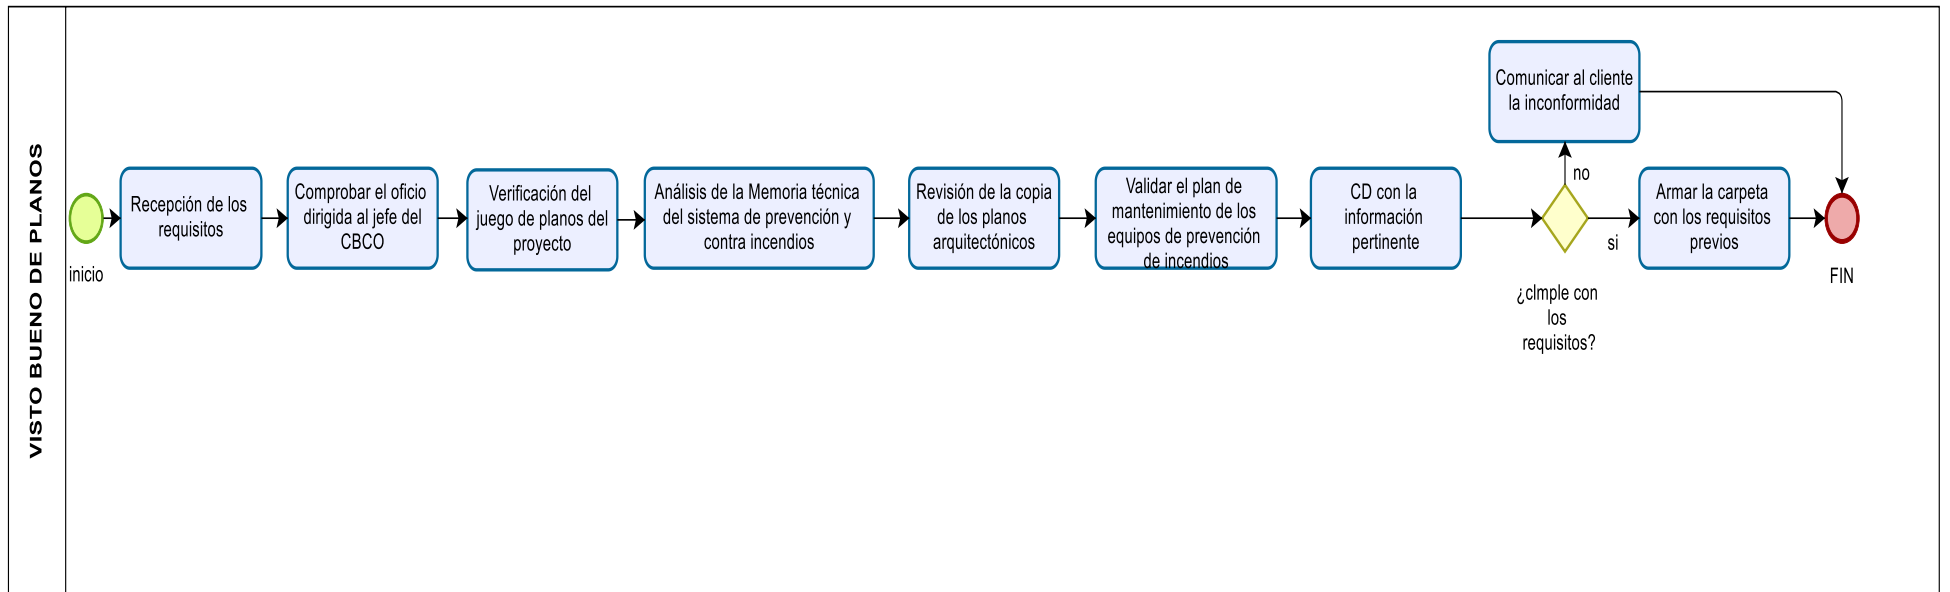 VISTO BUENO DE PLANOS
inicio
Recepción de los
requisitos
Comprobar el oficio
dirigida al jefe del
CBCO
Verificación del
juego de planos del
proyecto
Análisis de la Memoria técnica
del sistema de prevención y
contra incendios
Revisión de la copia
de los planos
arquitectónicos
Validar el plan de
mantenimiento de los
equipos de prevención
de incendios
CD con la
información
pertinente
¿clmple con
los
requisitos?
no
Comunicar al cliente
la inconformidad
si
Armar la carpeta
con los requisitos
previos
FIN